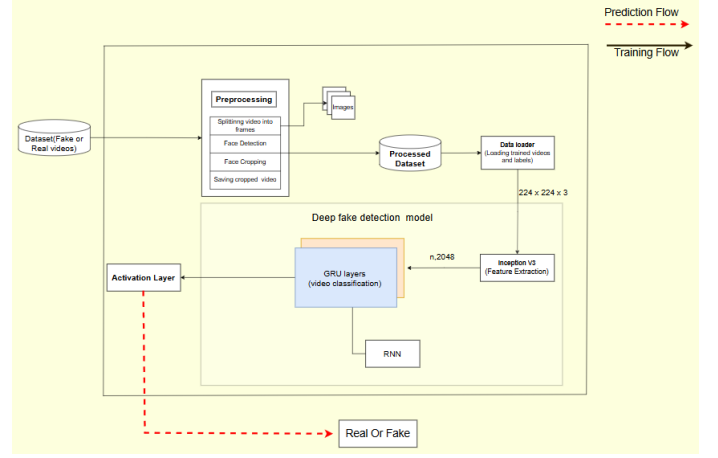 Prediction Flow
Training Flow
Preprocessing
Splitinng video into
frames
Face Detection
Face Cropping
Saving cropped video
Images
Dataset(Fake or
Real videos)
Processed
Dataset
Data loader
(Loading trained videos
and labels)
224 x 224 x 3
Deep fake detection model
GRU layers
(video classification)
n,2048
Inception V3
(Feature Extraction)
Activation Layer
RNN
Real Or Fake